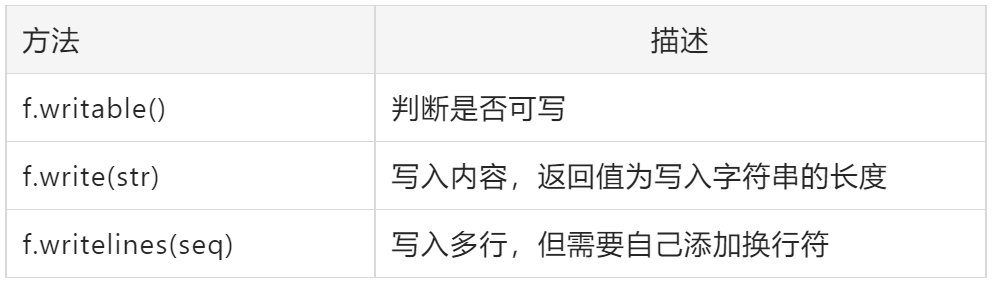 方法 描述
f.writable() 判断是否可写
f.write(str) 写入内容，返回值为写入字符串的长度
f.writelines(seq) 写入多行，但需要自己添加换行符